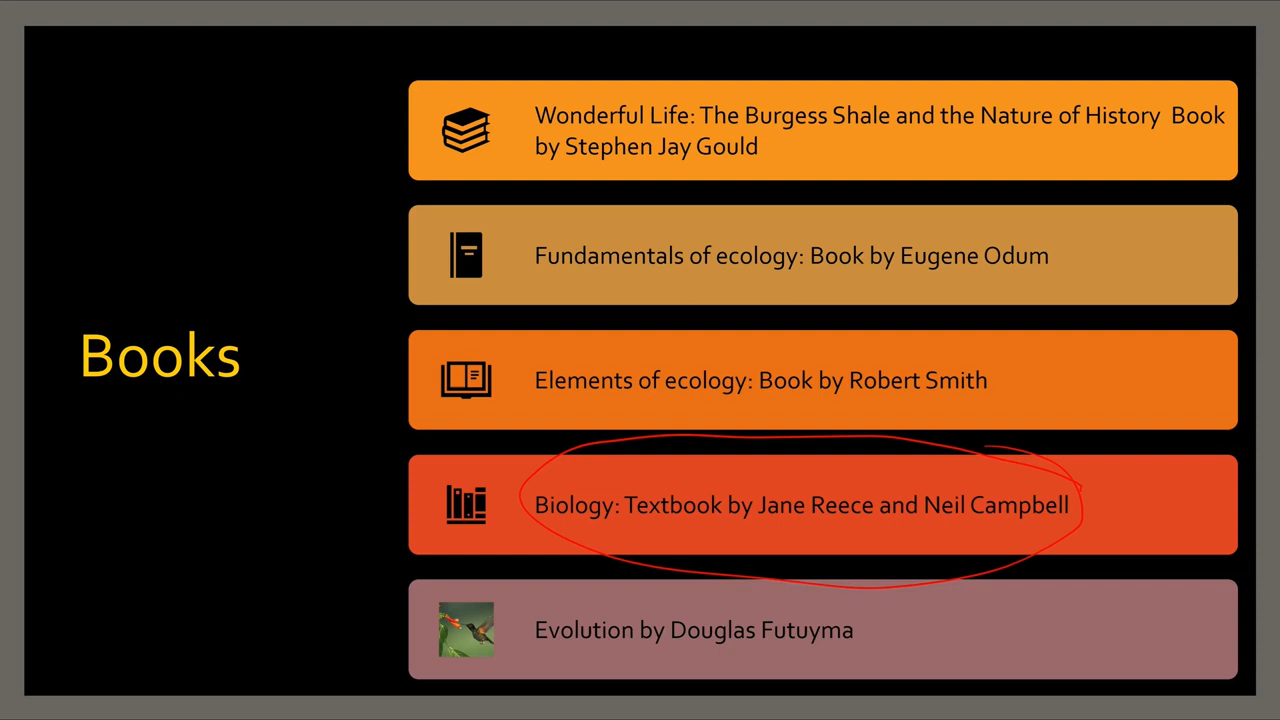 Books
Wonderful Life: The Burgess Shale and the Nature of History Book
by Stephen Jay Gould
Fundamentals of ecology: Book by Eugene Odum
Elements of ecology: Book by Robert Smith
Biology: Textbook by Jane Reece and Neil Campbell
Evolution by Douglas Futuyma